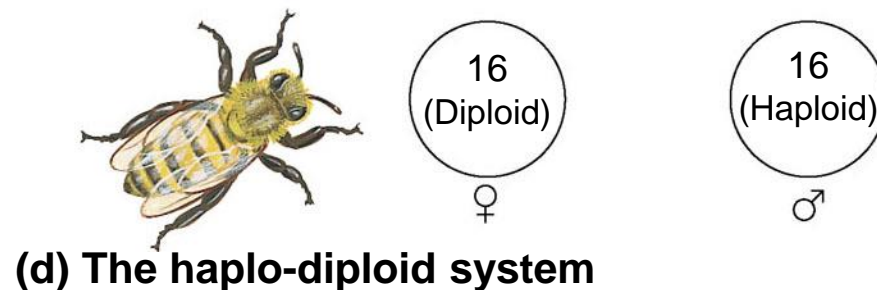 16 16
(Diploid) (Haploid)
♀ ♂
(d) The haplo-diploid system